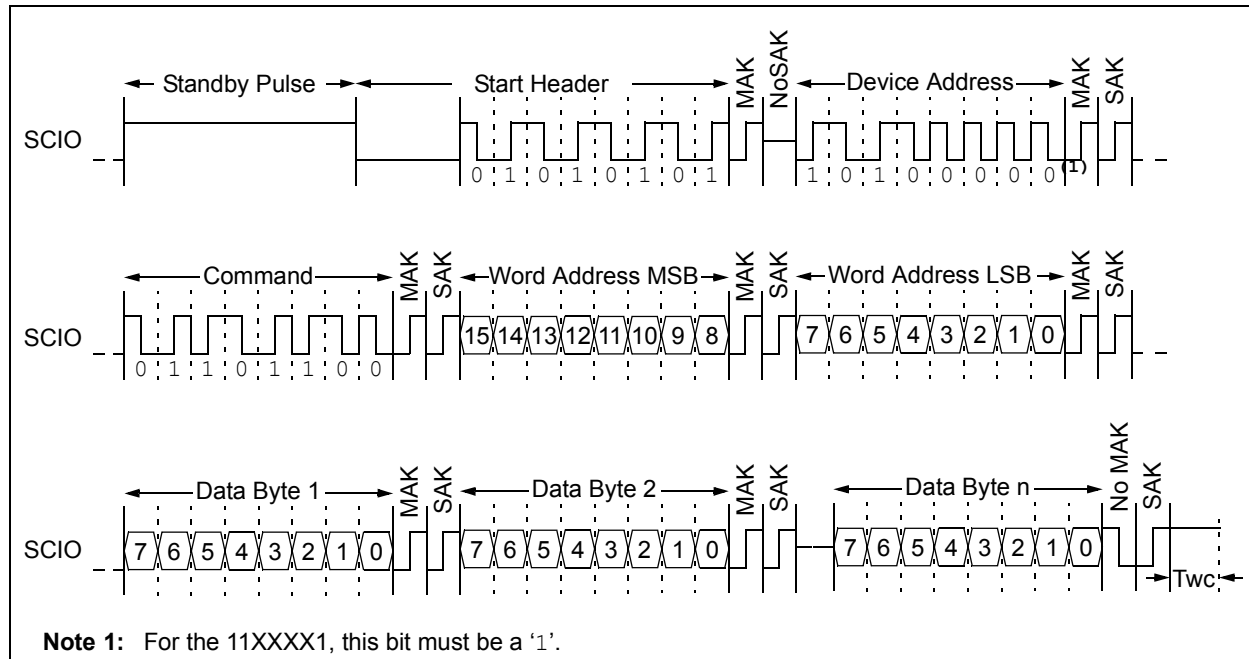 Standby Pulse Start Header MAK NoSAK Device Address MAK SAK
SCIO
0 1 0 1 0 1 0 1 1 0 1 0 0 0 0 0 (1)
Command MAK SAK Word Address MSB MAK SAK Word Address LSB MAK SAK
SCIO 15 14 13 12 11 10 9 8 7 6 5 4 3 2 1 0
0 1 1 0 1 1 0 0
Data Byte 1 MAK SAK Data Byte 2 MAK SAK Data Byte n No MAK SAK
SCIO 7 6 5 4 3 2 1 0 7 6 5 4 3 2 1 0 7 6 5 4 3 2 1 0
Twc
Note 1: For the 11XXXX1, this bit must be a ‘1’.